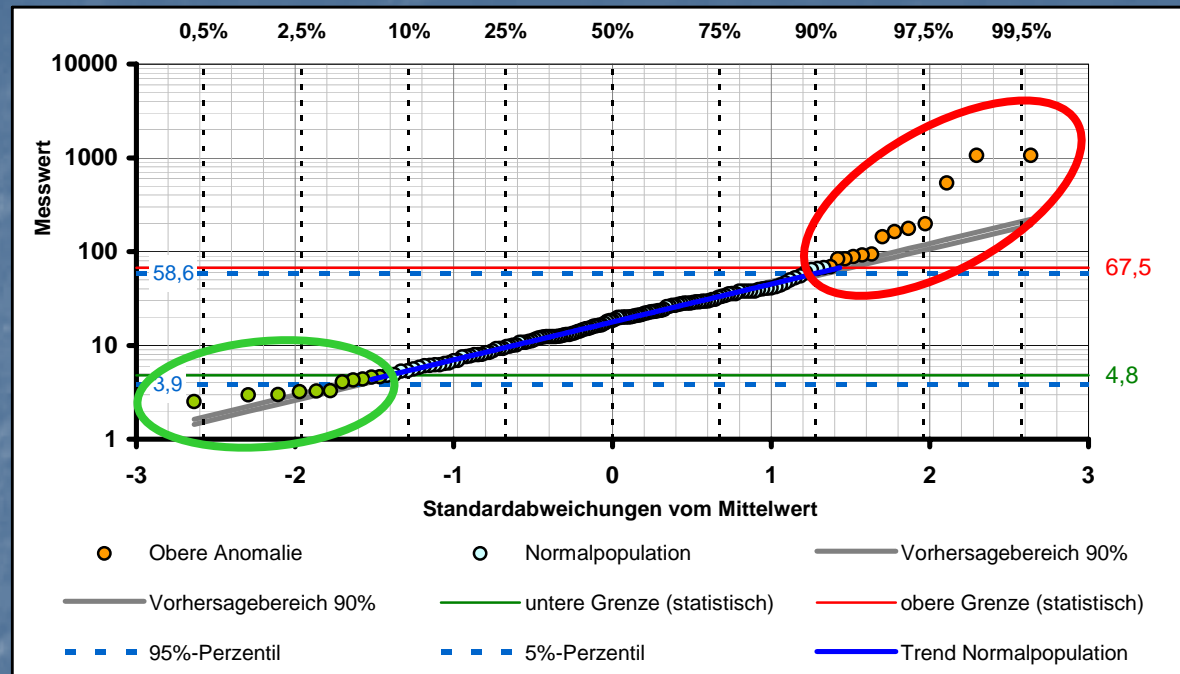 0,5% 2,5% 10% 25% 50% 75% 90% 97,5% 99,5%
10000
1000
100
10
1
Messwert
58,6
67,5
3,9
4,8
-3 -2 -1 0 1 2 3
Standardabweichungen vom Mittelwert
Obere Anomalie Normalpopulation Vorhersagebereich 90%
Vorhersagebereich 90% untere Grenze (statistisch) obere Grenze (statistisch)
95%-Perzentil 5%-Perzentil Trend Normalpopulation